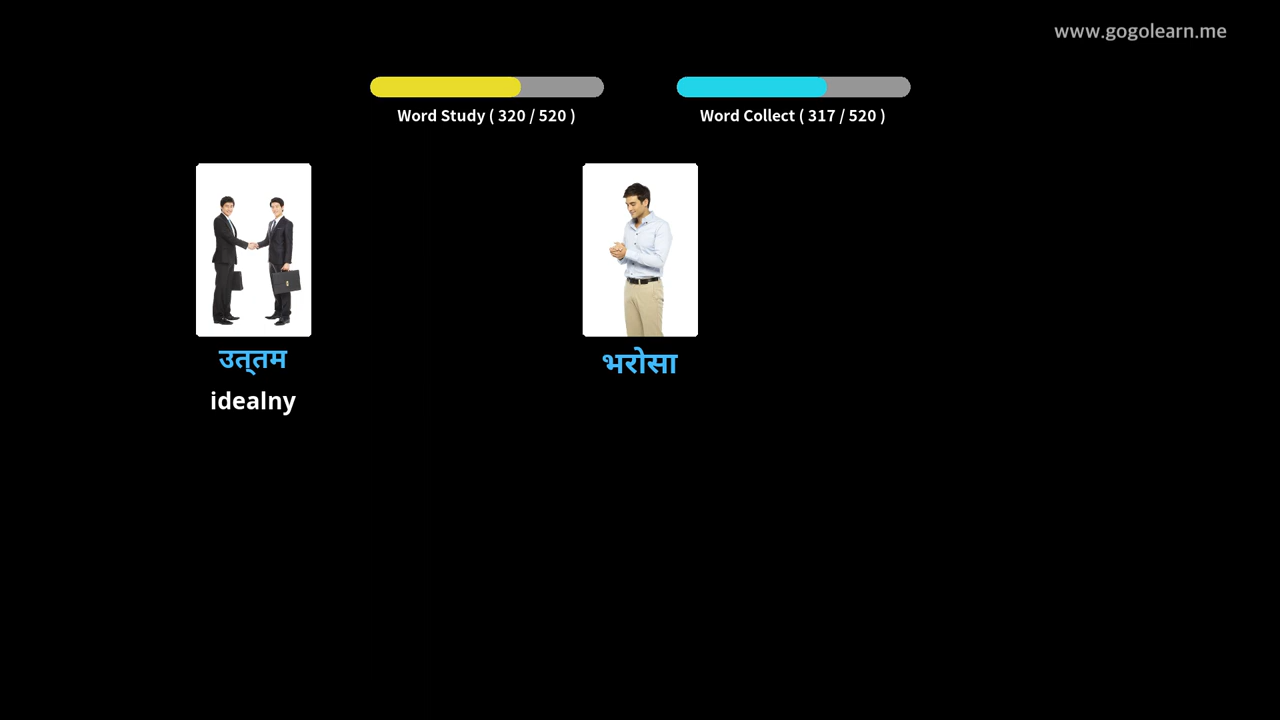 www.gogolearn.me
Word Study ( 320 / 520 )
Word Collect ( 317 / 520 )
उत्तम
भरोसा
idealny